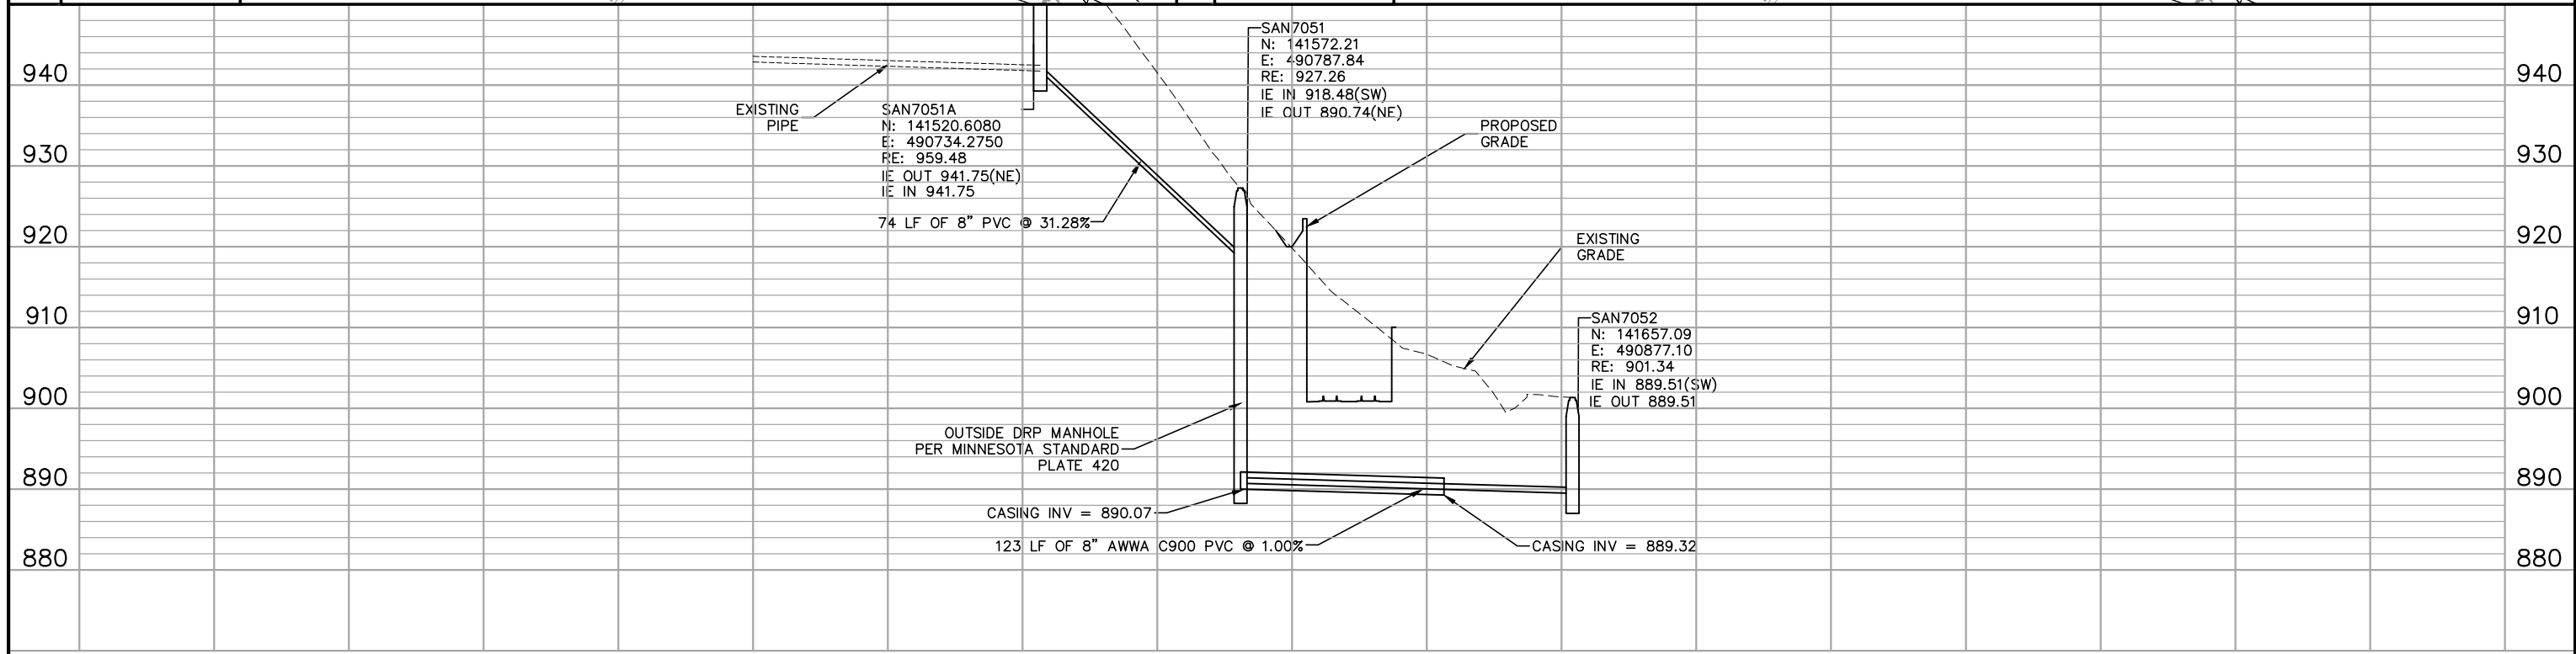 940
930
920
910
900
890
880
EXISTING
PIPE
SAN7051A
N: 141520.6080
E: 490734.2750
RE: 959.48
IE OUT 941.75(NE)
IE IN 941.75
74 LF OF 8" PVC @ 31.28%
SAN7051
N: 141572.21
E: 490787.84
RE: 927.26
IE IN 918.48(SW)
IE OUT 890.74(NE)
PROPOSED
GRADE
EXISTING
GRADE
SAN7052
N: 141657.09
E: 490877.10
RE: 901.34
IE IN 889.51(SW)
IE OUT 889.51
OUTSIDE DRP MANHOLE
PER MINNESOTA STANDARD
PLATE 420
CASING INV = 890.07
123 LF OF 8" AWWA C900 PVC @ 1.00%
CASING INV = 889.32
940
930
920
910
900
890
880